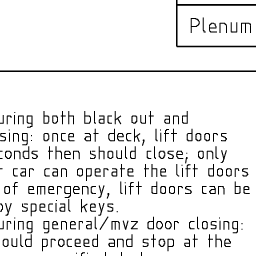 Plenum
uring both black out and
sing: once at deck, lift doors
conds then should close; only
car can operate the lift doors
of emergency, lift doors can be
by special keys.
uring general/mvz door closing:
ould proceed and stop at the